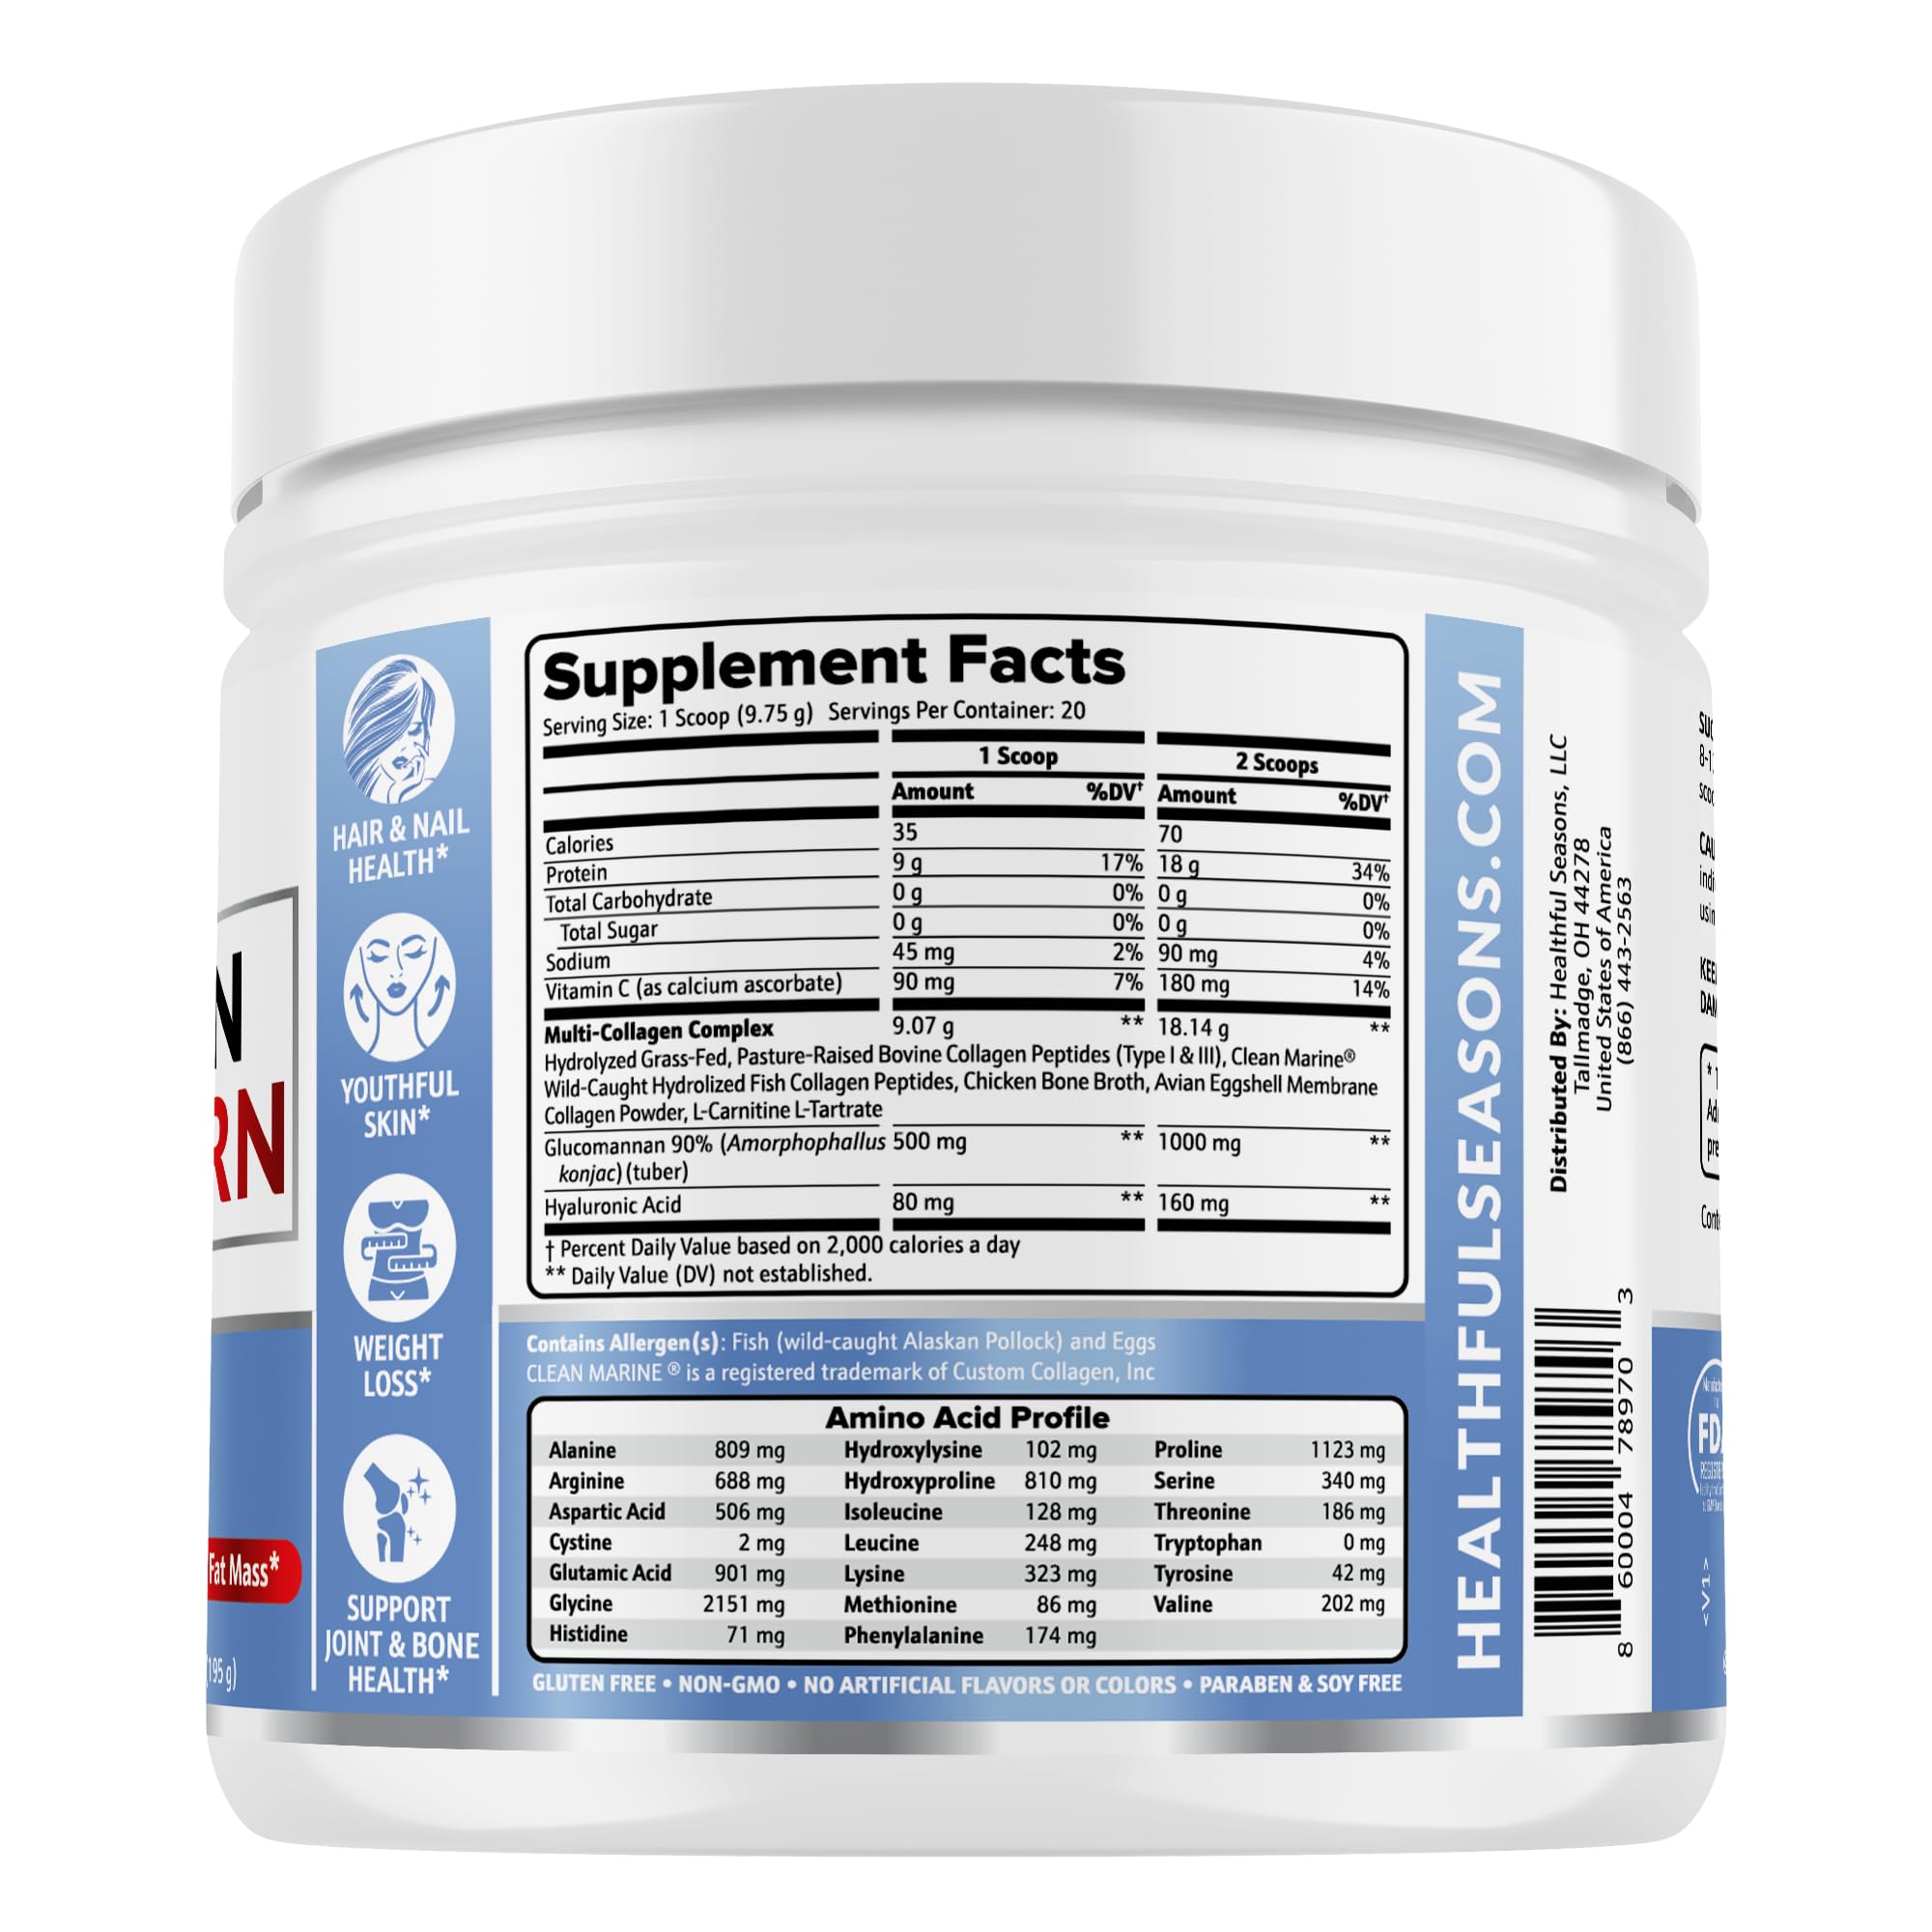 N
RN
Fat Mass*
(195 g)
HAIR & NAIL
HEALTH*
YOUTHFUL
SKIN*
WEIGHT
LOSS*
SUPPORT
JOINT & BONE
HEALTH*
Supplement Facts
Serving Size: 1 Scoop (9.75 g) Servings Per Container: 20
1 Scoop 2 Scoops
Amount %DV† Amount %DV†
Calories 35 70
Protein 9 g 17% 18 g 34%
Total Carbohydrate 0 g 0% 0 g 0%
Total Sugar 0 g 0% 0 g 0%
Sodium 45 mg 2% 90 mg 4%
Vitamin C (as calcium ascorbate) 90 mg 7% 180 mg 14%
Multi-Collagen Complex 9.07 g ** 18.14 g **
Hydrolyzed Grass-Fed, Pasture-Raised Bovine Collagen Peptides (Type I & III), Clean Marine®
Wild-Caught Hydrolized Fish Collagen Peptides, Chicken Bone Broth, Avian Eggshell Membrane
Collagen Powder, L-Carnitine L-Tartrate
Glucomannan 90% (Amorphophallus 500 mg ** 1000 mg **
konjac) (tuber)
Hyaluronic Acid 80 mg ** 160 mg **
† Percent Daily Value based on 2,000 calories a day
** Daily Value (DV) not established.
Contains Allergen(s): Fish (wild-caught Alaskan Pollock) and Eggs
CLEAN MARINE ® is a registered trademark of Custom Collagen, Inc
Amino Acid Profile
Alanine 809 mg Hydroxylysine 102 mg Proline 1123 mg
Arginine 688 mg Hydroxyproline 810 mg Serine 340 mg
Aspartic Acid 506 mg Isoleucine 128 mg Threonine 186 mg
Cystine 2 mg Leucine 248 mg Tryptophan 0 mg
Glutamic Acid 901 mg Lysine 323 mg Tyrosine 42 mg
Glycine 2151 mg Methionine 86 mg Valine 202 mg
Histidine 71 mg Phenylalanine 174 mg
GLUTEN FREE • NON-GMO • NO ARTIFICIAL FLAVORS OR COLORS • PARABEN & SOY FREE
HEALTHFULSEASONS.COM
Distributed By: Healthful Seasons, LLC
Tallmadge, OH 44278
United States of America
(866) 443-2563
8 60004 78970 3
<V1>